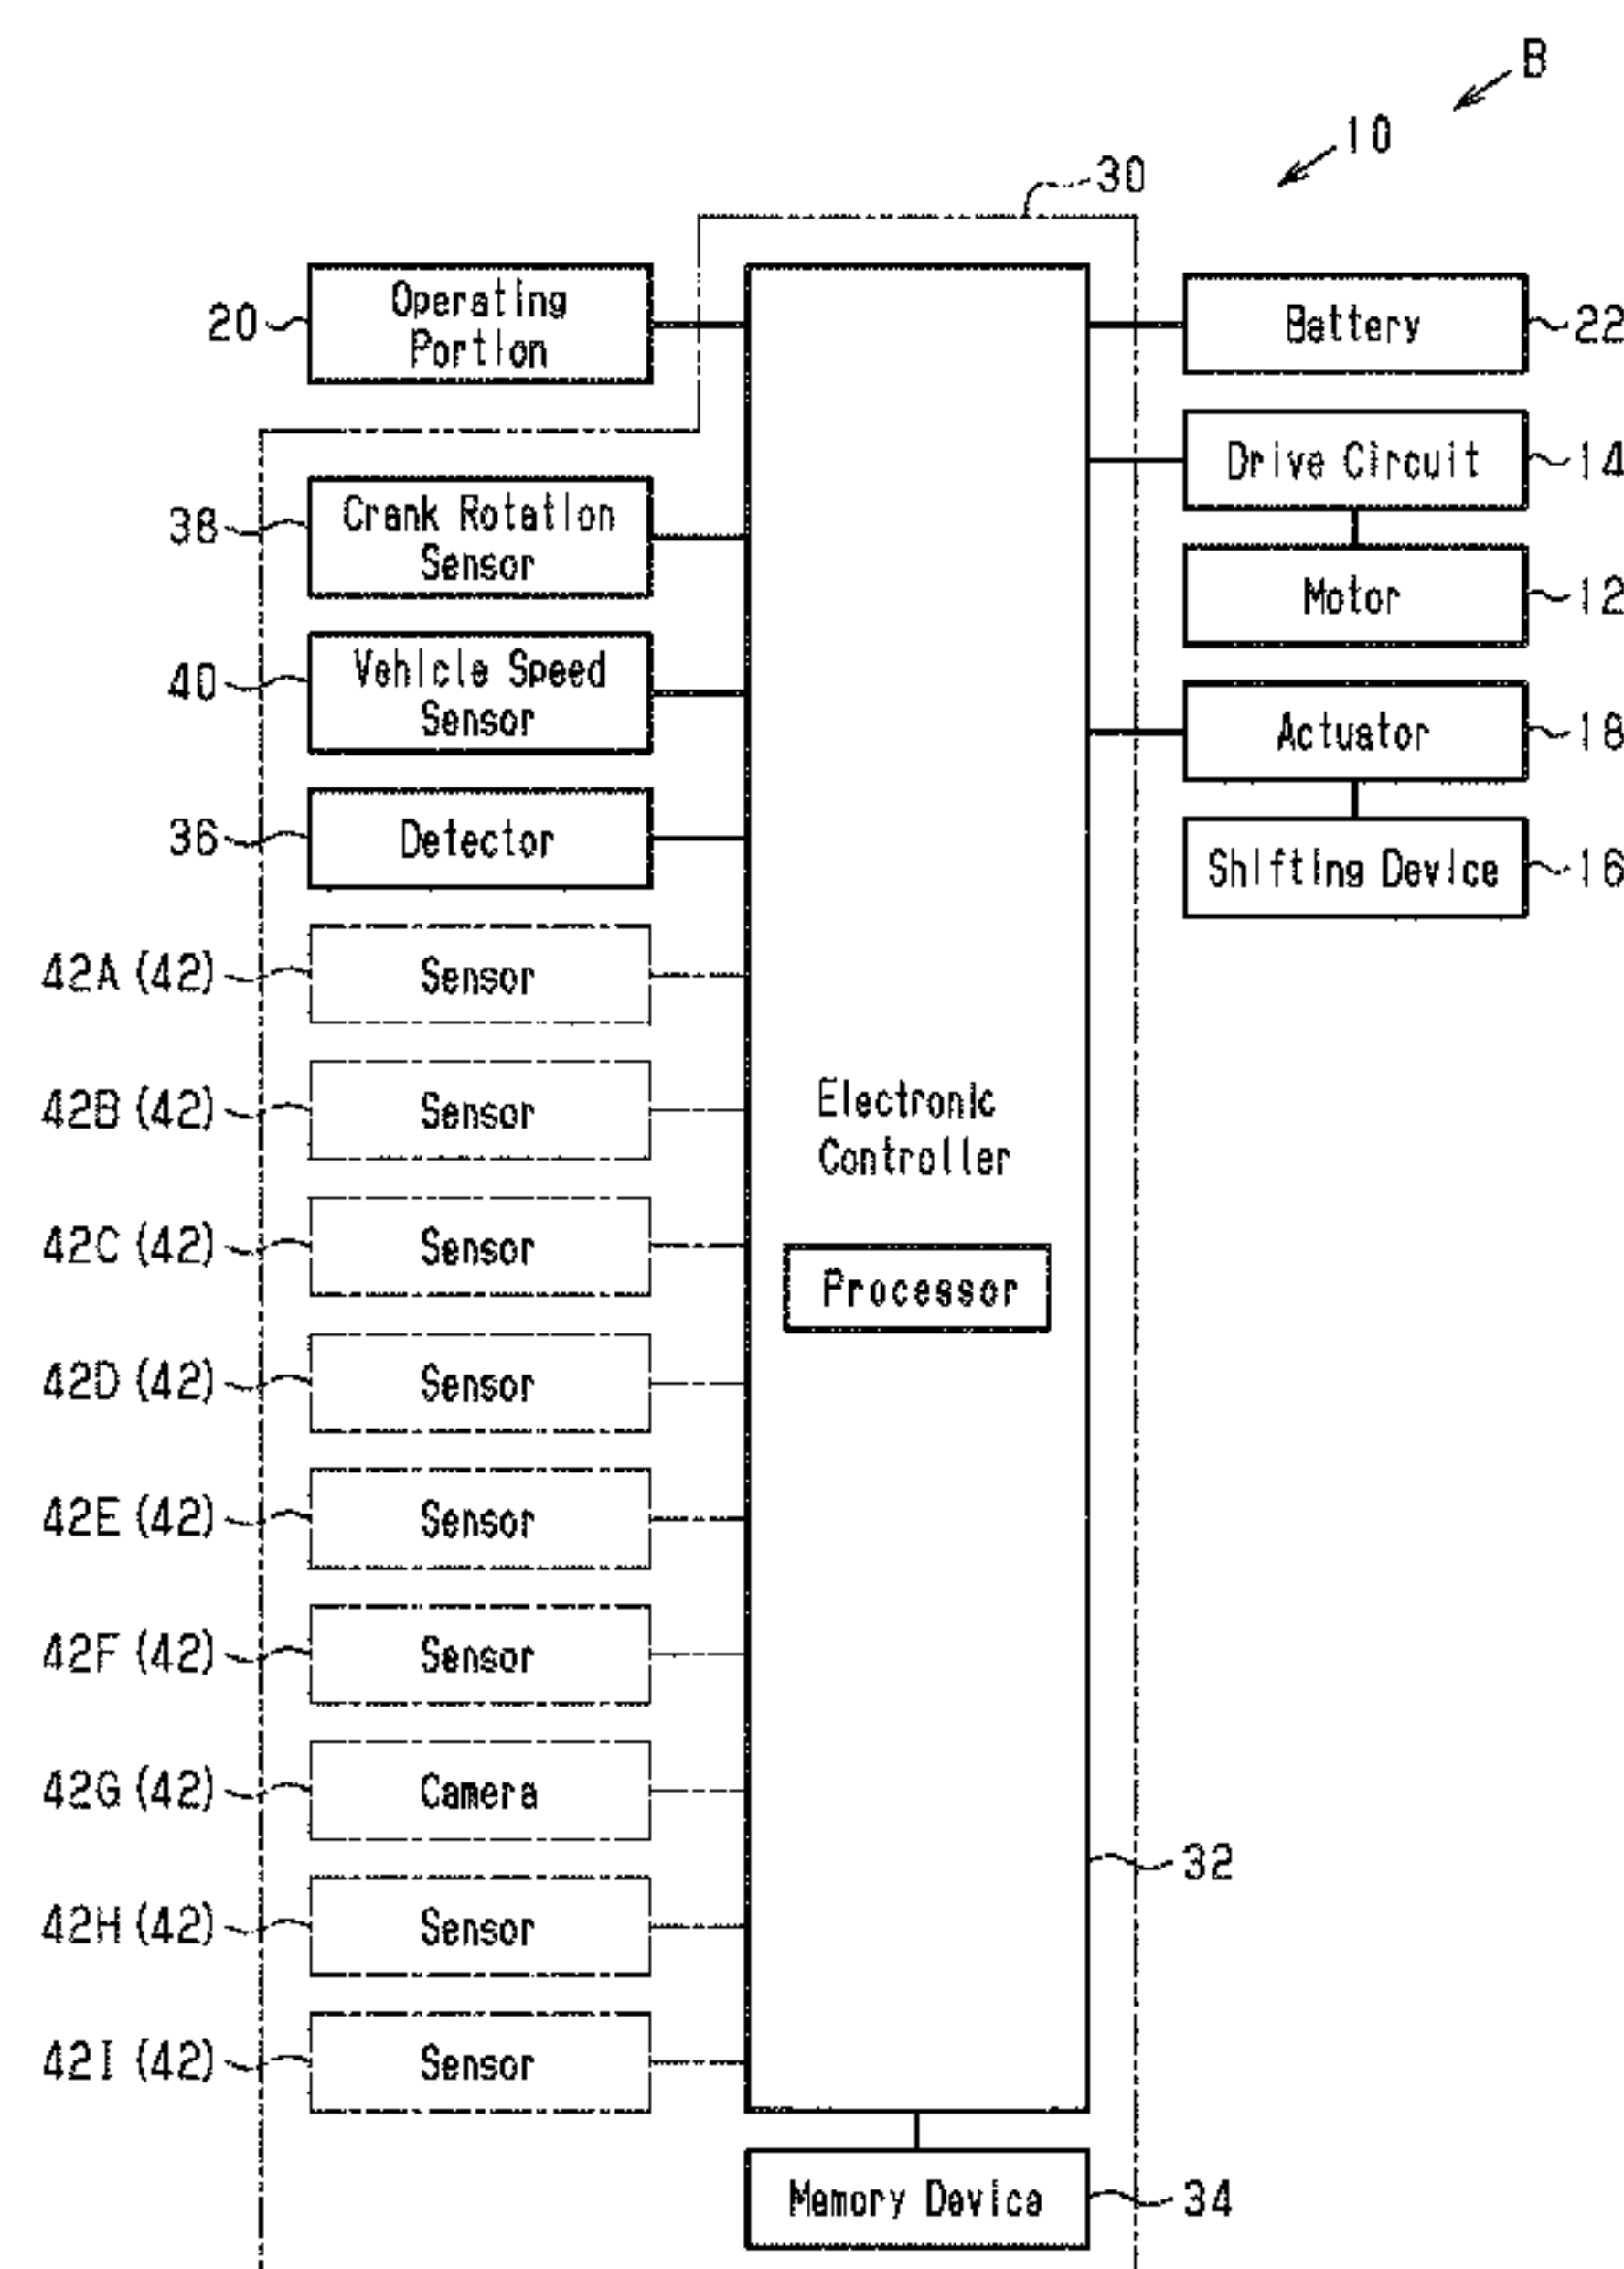 B
10
30
20
Operating
Portion
Battery
22
Drive Circuit
14
38
Crank Rotation
Sensor
Motor
12
40
Vehicle Speed
Sensor
Actuator
18
36
Detector
Shifting Device
16
42A (42)
Sensor
42B (42)
Sensor
Electronic
Controller
42C (42)
Sensor
Processor
42D (42)
Sensor
42E (42)
Sensor
42F (42)
Sensor
42G (42)
Camera
32
42H (42)
Sensor
42I (42)
Sensor
Memory Device
34